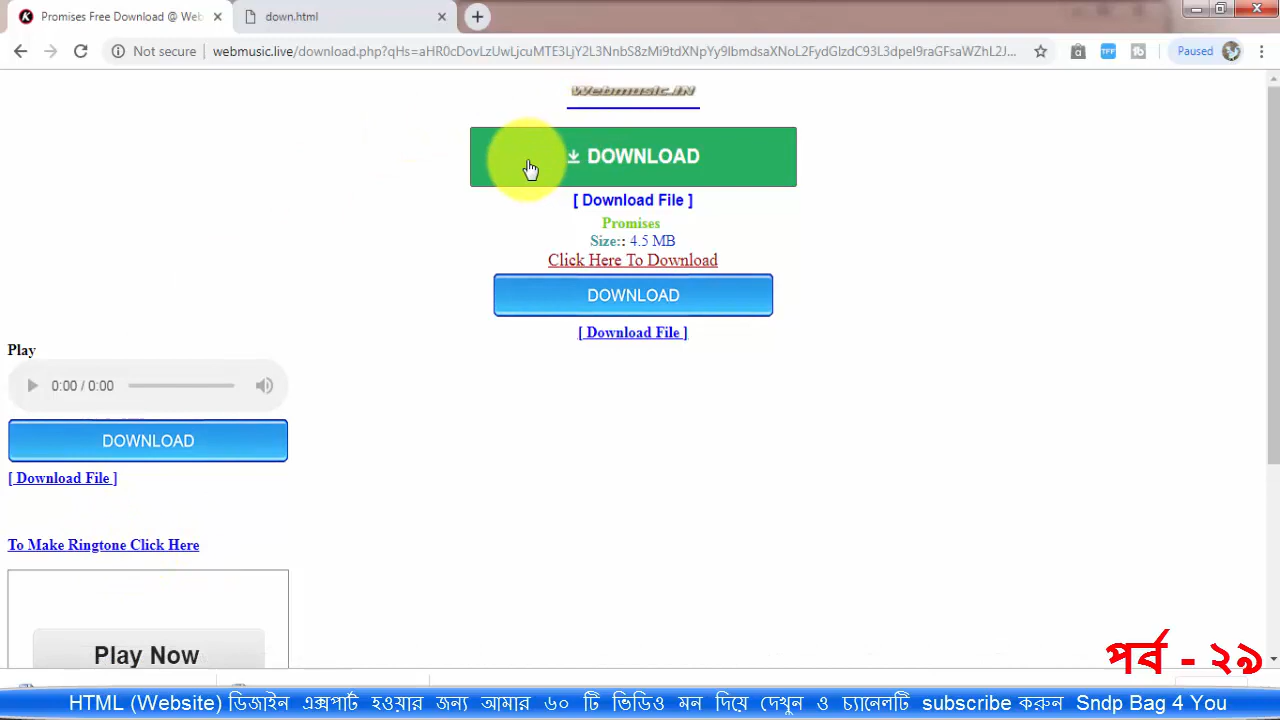 Promises Free Download @ Web
down.html
Not secure
webmusic.live/download.php?qHs=aHR0cDovLzUwLjcuMTE3LjY2L3NnbS8zMi9tdXNpYy9IbmdsaXNoL2FydGlzdC93L3dpeI9raGFsaWZhL2J...
Paused
Webmusic.IN
DOWNLOAD
[ Download File ]
Promises
Size:: 4.5 MB
Click Here To Download
DOWNLOAD
[ Download File ]
Play
0:00 / 0:00
DOWNLOAD
[ Download File ]
To Make Ringtone Click Here
Play Now
পর্ব - ২৯
HTML (Website) ডিজাইন এক্সপার্ট হওয়ার জন্য আমার ৬০ টি ভিডিও মন দিয়ে দেখুন ও চ্যানেলটি subscribe করুন Sndp Bag 4 You